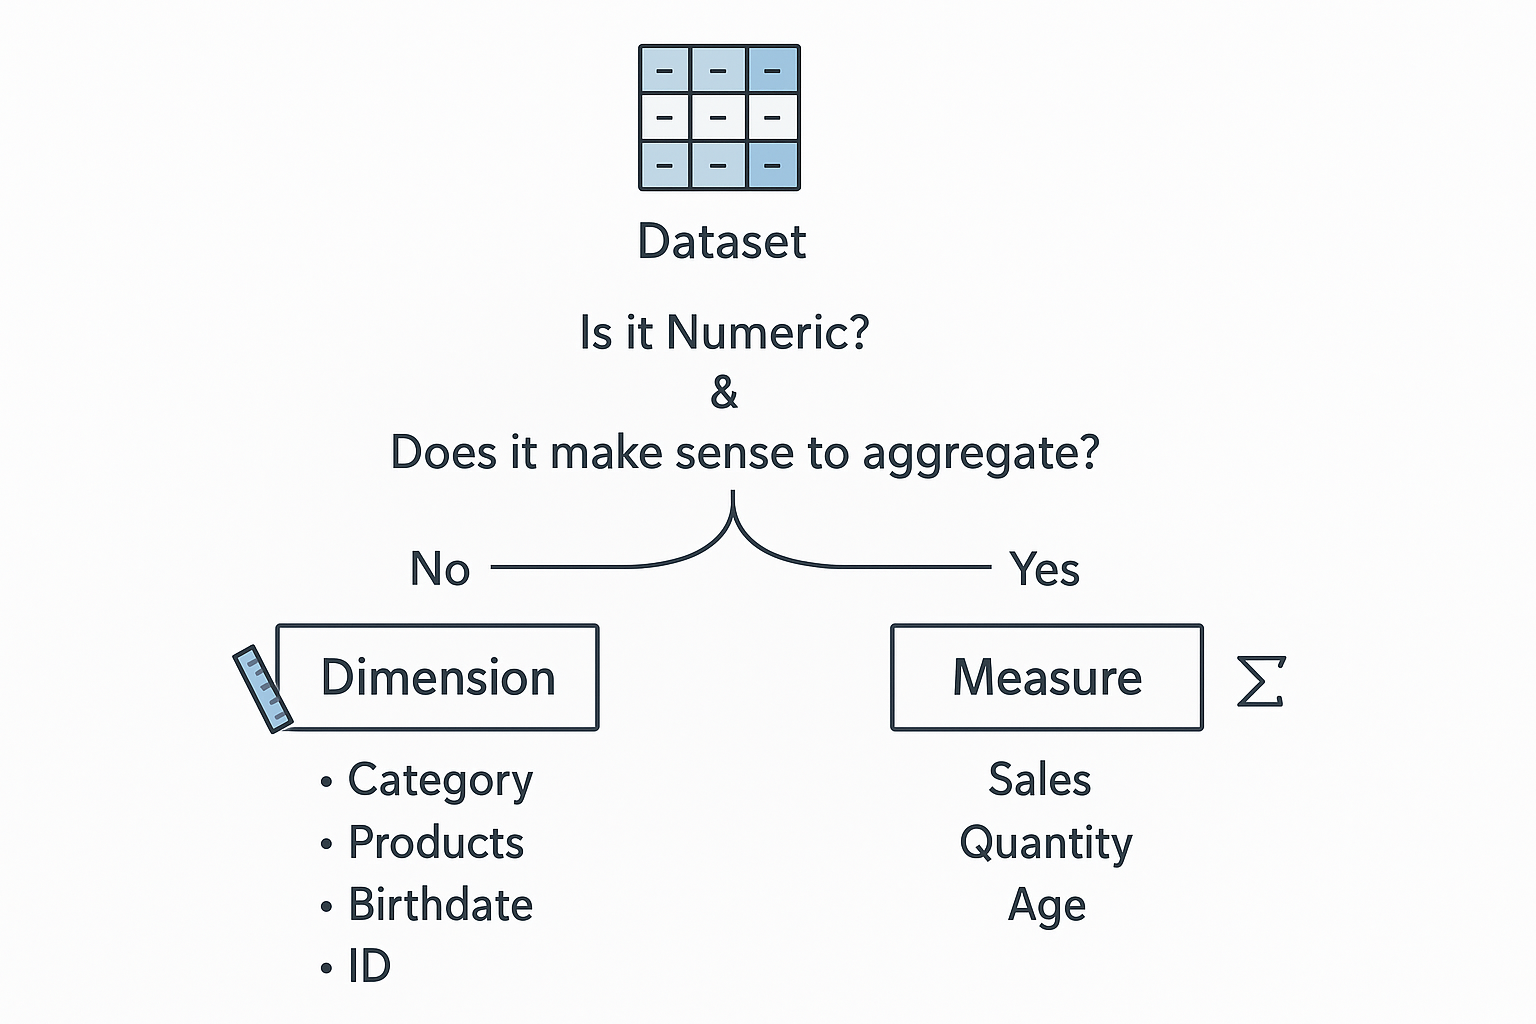 Dataset
Is it Numeric?
&
Does it make sense to aggregate?
No
Yes
Dimension
Measure
Σ
• Category
• Products
• Birthdate
• ID
Sales
Quantity
Age